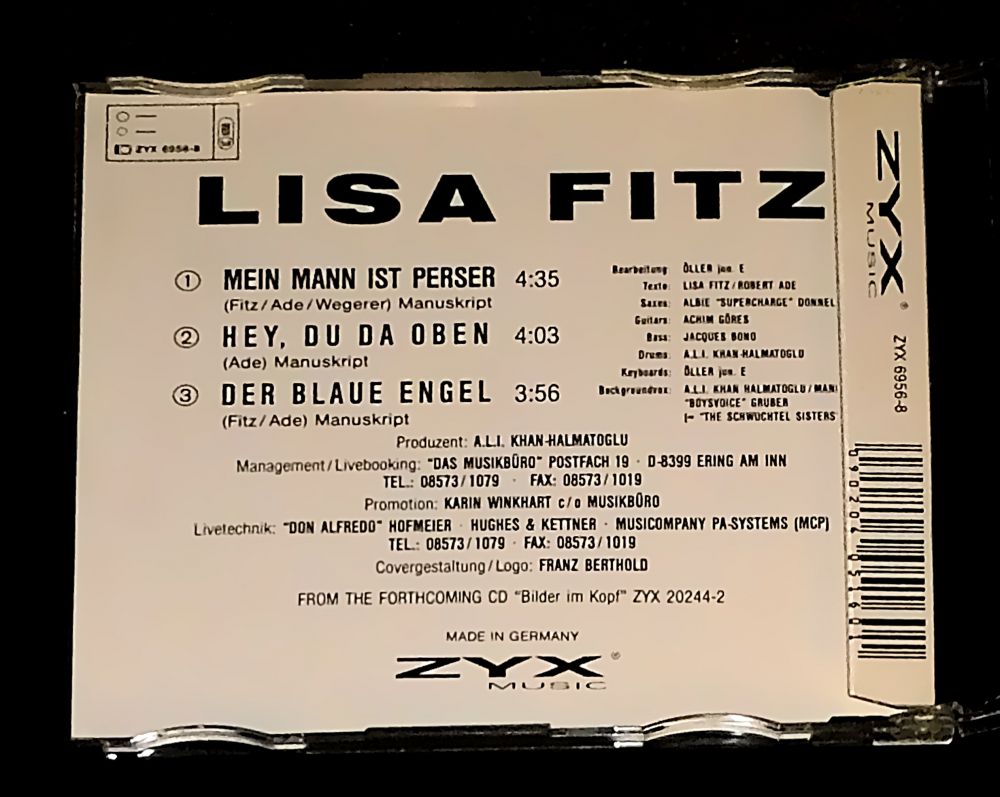 ZYX 6956-8
LISA FITZ
1 MEIN MANN IST PERSER 4:35
(Fitz/Ade/Wegerer) Manuskript
2 HEY, DU DA OBEN 4:03
(Ade) Manuskript
3 DER BLAUE ENGEL 3:56
(Fitz/Ade) Manuskript
Bearbeitung: ÖLLER jun. E
Texte: LISA FITZ/ROBERT ADE
Saxes: ALBIE "SUPERCHARGE" DONNEL
Guitars: ACHIM GÖRES
Bass: JACQUES BONO
Drums: A.L.I. KHAN-HALMATOGLU
Keyboards: ÖLLER jun. E
Backgroundvox: A.L.I. KHAN HALMATOGLU/MAN
"BOYSVOICE" GRUBER
"THE SCHWUCHTEL SISTERS
Produzent: A.L.I. KHAN-HALMATOGLU
Management/Livebooking: "DAS MUSIKBÜRO" POSTFACH 19 · D-8399 ERING AM INN
TEL.: 08573/1079 · FAX: 08573/1019
Promotion: KARIN WINKHART c/o MUSIKBÜRO
Livetechnik: "DON ALFREDO" HOFMEIER · HUGHES & KETTNER · MUSICOMPANY PA-SYSTEMS (MCP)
TEL.: 08573/1079 · FAX: 08573/1019
Covergestaltung/Logo: FRANZ BERTHOLD
FROM THE FORTHCOMING CD "Bilder im Kopf" ZYX 20244-2
MADE IN GERMANY
ZYX®
MUSIC
ZYX®
MUSIC
ZYX 6956-8
090204 051601